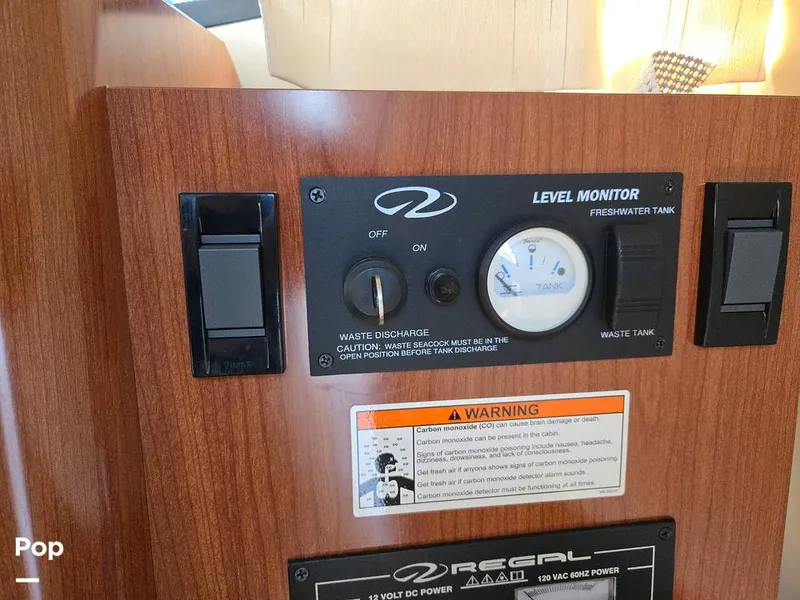 LEVEL MONITOR
FRESHWATER TANK
OFF
ON
TANK
WASTE DISCHARGE
WASTE TANK
CAUTION: WASTE SEACOCK MUST BE IN THE
OPEN POSITION BEFORE TANK DISCHARGE
VIMAR
WARNING
Carbon monoxide (CO) can cause brain damage or death.
Carbon monoxide can be present in the cabin.
Signs of carbon monoxide poisoning include nausea, headache,
dizziness, drowsiness, and lack of consciousness.
Get fresh air if anyone shows signs of carbon monoxide poisoning.
Get fresh air if carbon monoxide detector alarm sounds.
Carbon monoxide detector must be functioning at all times.
REGAL
12 VOLT DC POWER
120 VAC 60HZ POWER
Pop